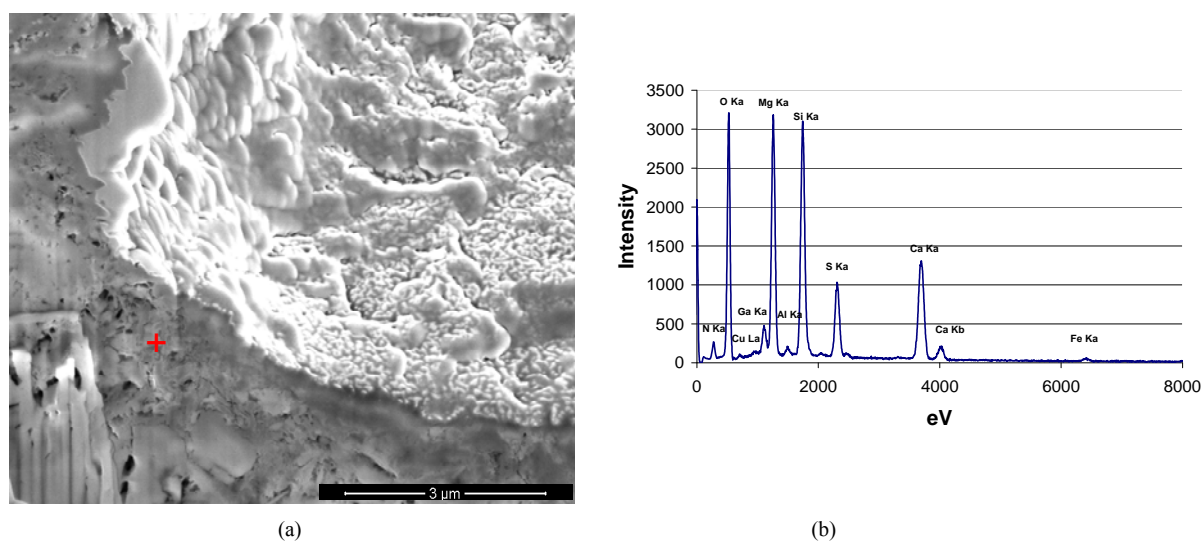 3 µm
(a)
3500
3000
2500
2000
1500
1000
500
0
Intensity
O Ka
Mg Ka
Si Ka
S Ka
Ca Ka
Ga Ka
Al Ka
N Ka
Cu La
Ca Kb
Fe Ka
0 2000 4000 6000 8000
eV
(b)